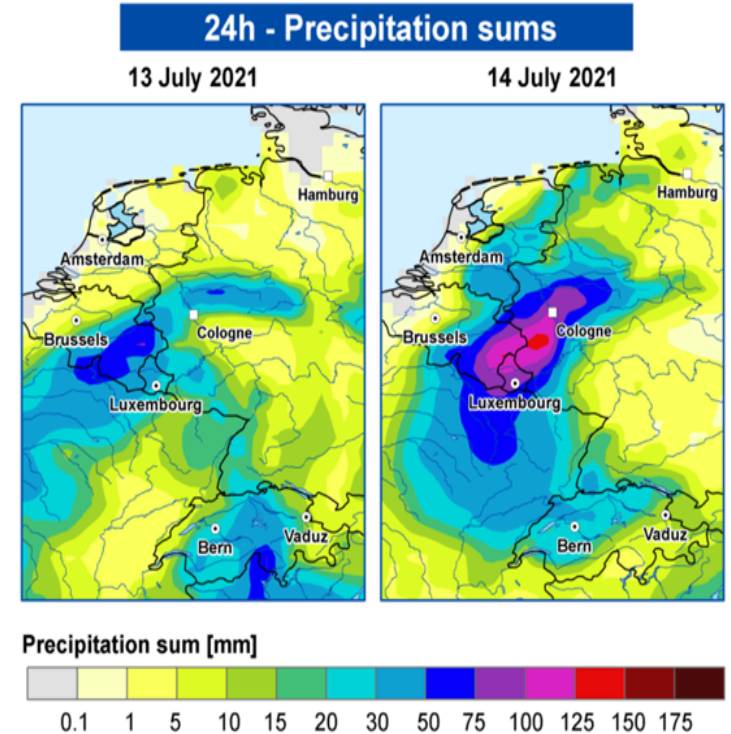 24h - Precipitation sums
13 July 2021
14 July 2021
Hamburg
Amsterdam
Brussels
Cologne
Luxembourg
Bern
Vaduz
Hamburg
Amsterdam
Brussels
Cologne
Luxembourg
Bern
Vaduz
Precipitation sum [mm]
0.1 1 5 10 15 20 30 50 75 100 125 150 175